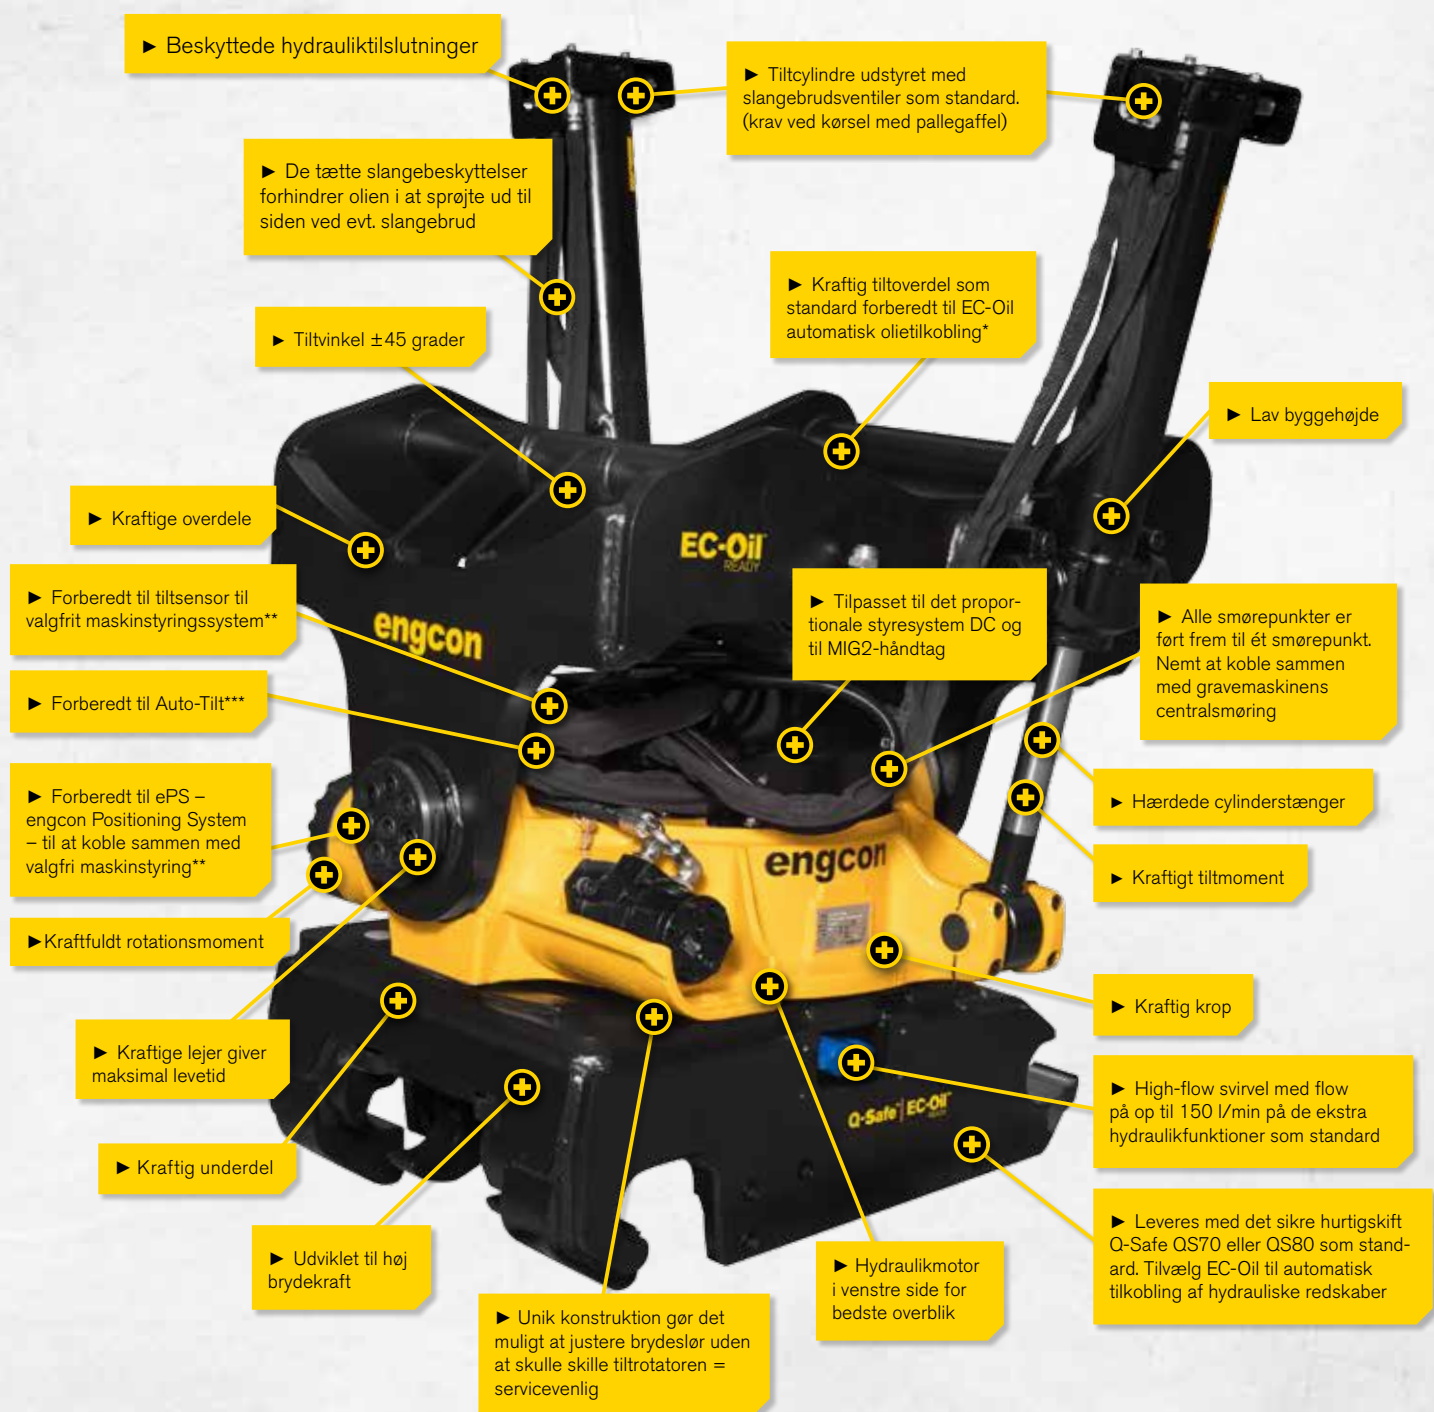 ► Beskyttede hydrauliktilslutninger
► Tiltcylindre udstyret med
slangebrudsventiler som standard.
(krav ved kørsel med pallegaffel)
► De tætte slangebeskyttelser
forhindrer olien i at sprøjte ud til
siden ved evt. slangebrud
► Kraftig tiltoverdel som
standard forberedt til EC-Oil
automatisk olietilkobling*
► Tiltvinkel ±45 grader
► Lav byggehøjde
► Kraftige overdele
EC-Oil
READY
► Forberedt til tiltsensor til
valgfrit maskinstyringssystem**
engcon
► Tilpasset til det propor-
tionale styresystem DC og
til MIG2-håndtag
► Alle smørepunkter er
ført frem til ét smørepunkt.
Nemt at koble sammen
med gravemaskinens
centralsmøring
► Forberedt til Auto-Tilt***
► Forberedt til ePS –
engcon Positioning System
– til at koble sammen med
valgfri maskinstyring**
► Hærdede cylinderstænger
engcon
► Kraftigt tiltmoment
►Kraftfuldt rotationsmoment
► Kraftig krop
► Kraftige lejer giver
maksimal levetid
► High-flow svirvel med flow
på op til 150 l/min på de ekstra
hydraulikfunktioner som standard
Q-Safe | EC-Oil
READY
► Kraftig underdel
► Leveres med det sikre hurtigskift
Q-Safe QS70 eller QS80 som stand-
ard. Tilvælg EC-Oil til automatisk
tilkobling af hydrauliske redskaber
► Udviklet til høj
brydekraft
► Hydraulikmotor
i venstre side for
bedste overblik
► Unik konstruktion gør det
muligt at justere brydeslør uden
at skulle skille tiltrotatoren =
servicevenlig